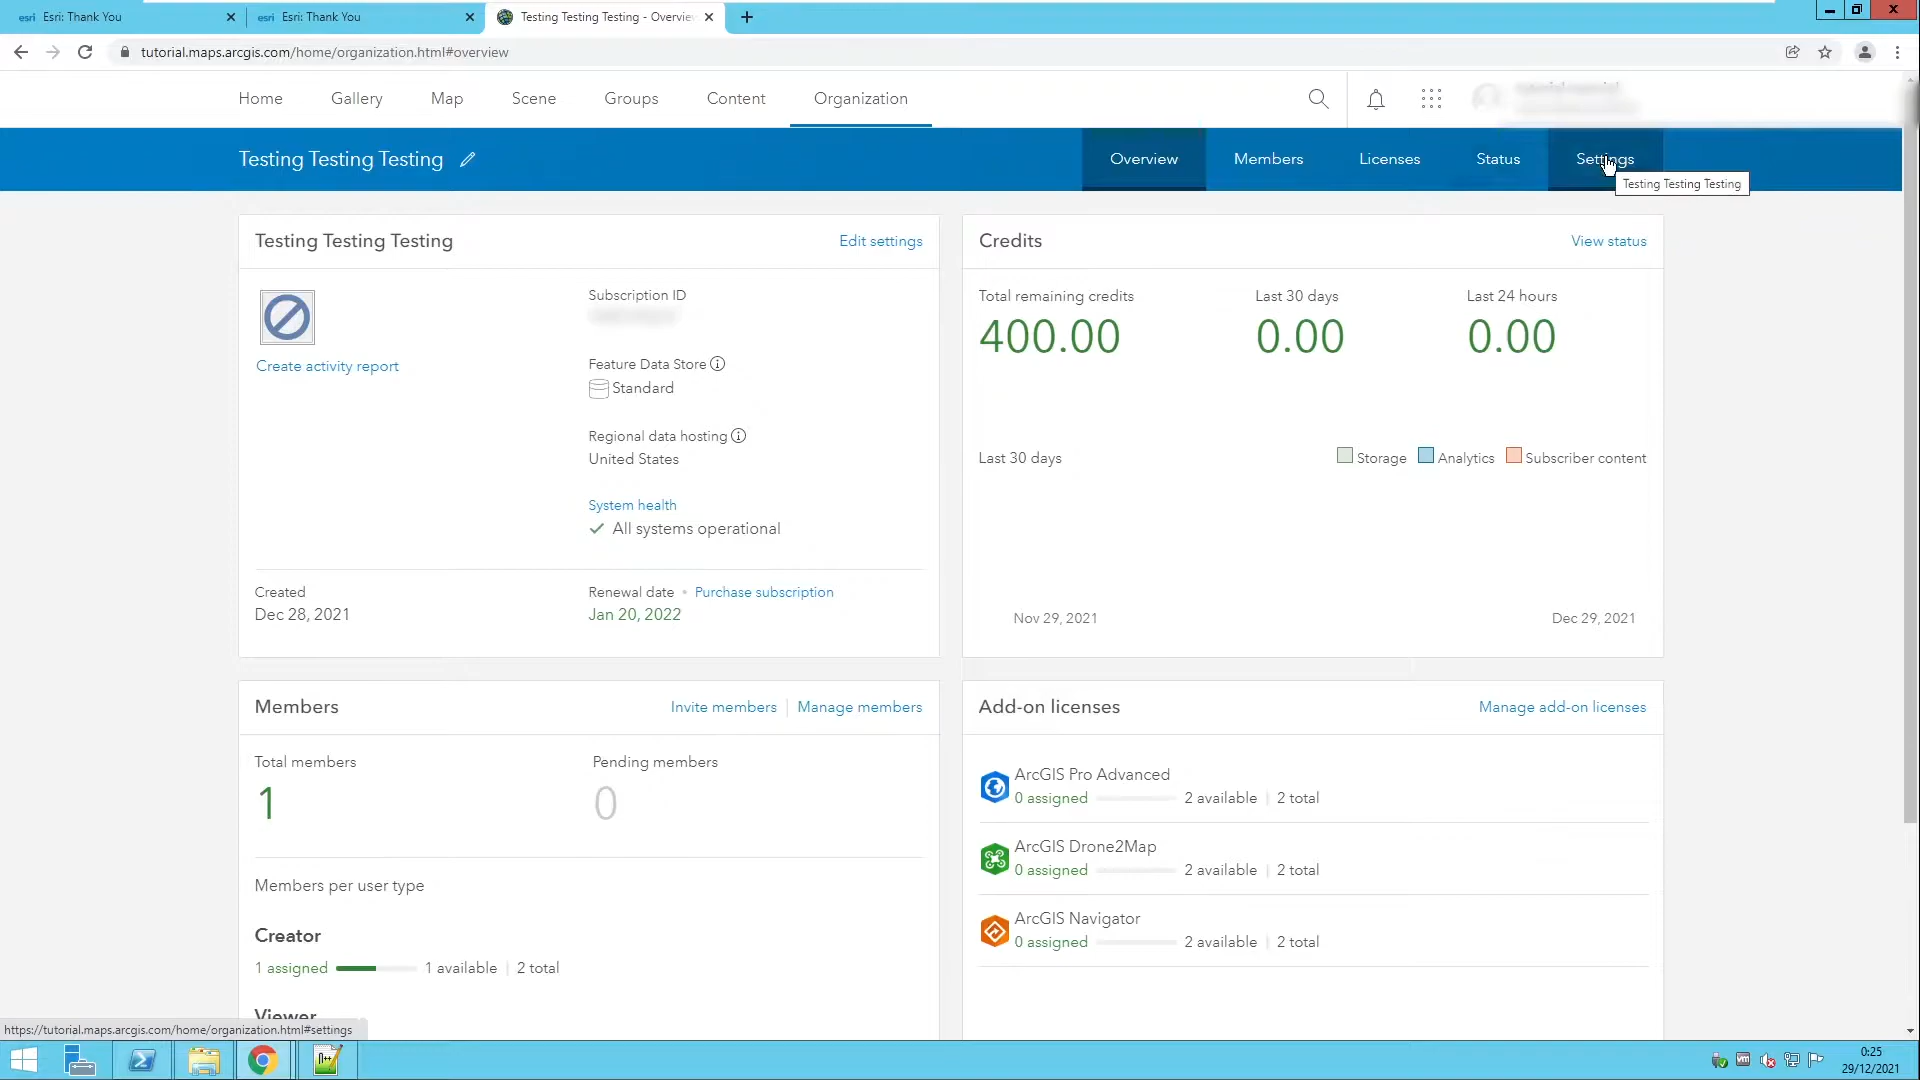 esri Esri: Thank You
esri Esri: Thank You
Testing Testing Testing - Overvie
tutorial.maps.arcgis.com/home/organization.html#overview
Home Gallery Map Scene Groups Content Organization
Testing Testing Testing
Overview Members Licenses Status Settings
Testing Testing Testing
Testing Testing Testing Edit settings
Subscription ID
Create activity report
Feature Data Store
Standard
Regional data hosting
United States
System health
All systems operational
Created
Dec 28, 2021
Renewal date • Purchase subscription
Jan 20, 2022
Credits View status
Total remaining credits Last 30 days Last 24 hours
400.00 0.00 0.00
Last 30 days Storage Analytics Subscriber content
Nov 29, 2021 Dec 29, 2021
Members Invite members Manage members
Total members Pending members
1 0
Members per user type
Creator
1 assigned 1 available 2 total
Viewer
Add-on licenses Manage add-on licenses
ArcGIS Pro Advanced
0 assigned 2 available 2 total
ArcGIS Drone2Map
0 assigned 2 available 2 total
ArcGIS Navigator
0 assigned 2 available 2 total
https://tutorial.maps.arcgis.com/home/organization.html#settings
0:25
29/12/2021